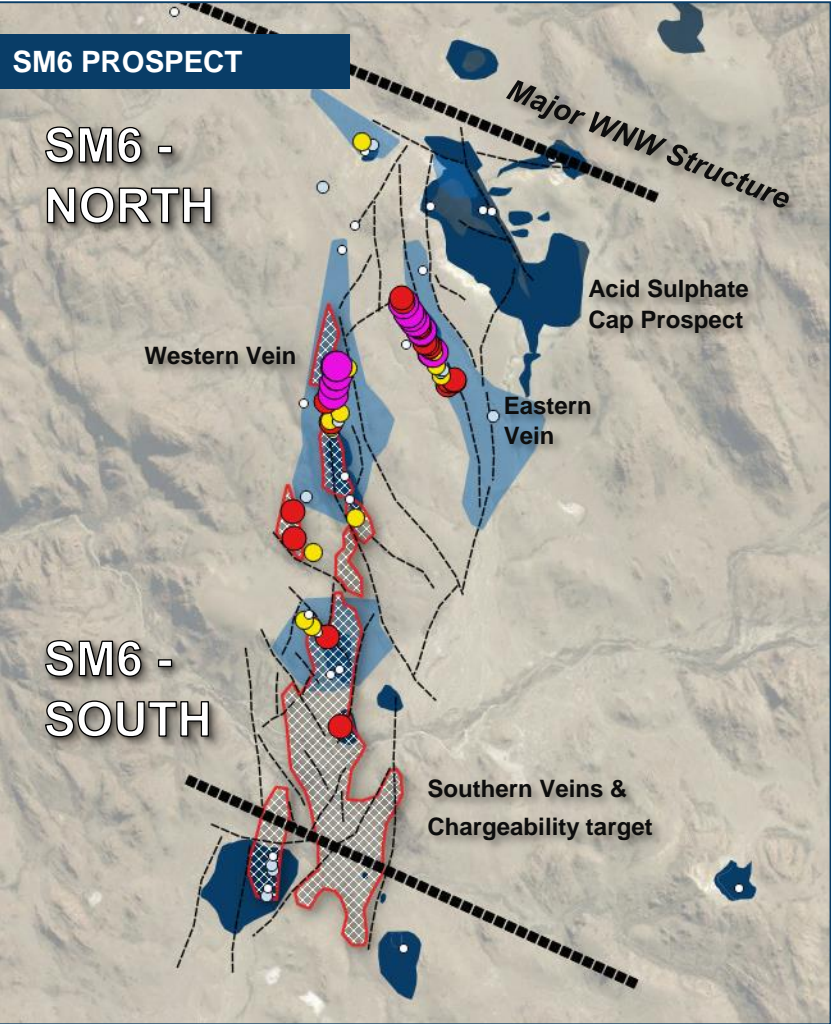 SM6 PROSPECT
SM6 -
NORTH
Major WNW Structure
Acid Sulphate
Cap Prospect
Western Vein
Eastern
Vein
SM6 -
SOUTH
Southern Veins &
Chargeability target